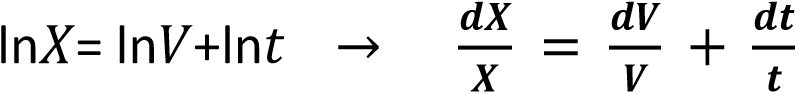 lnX= lnV+lnt → dX/X = dV/V + dt/t